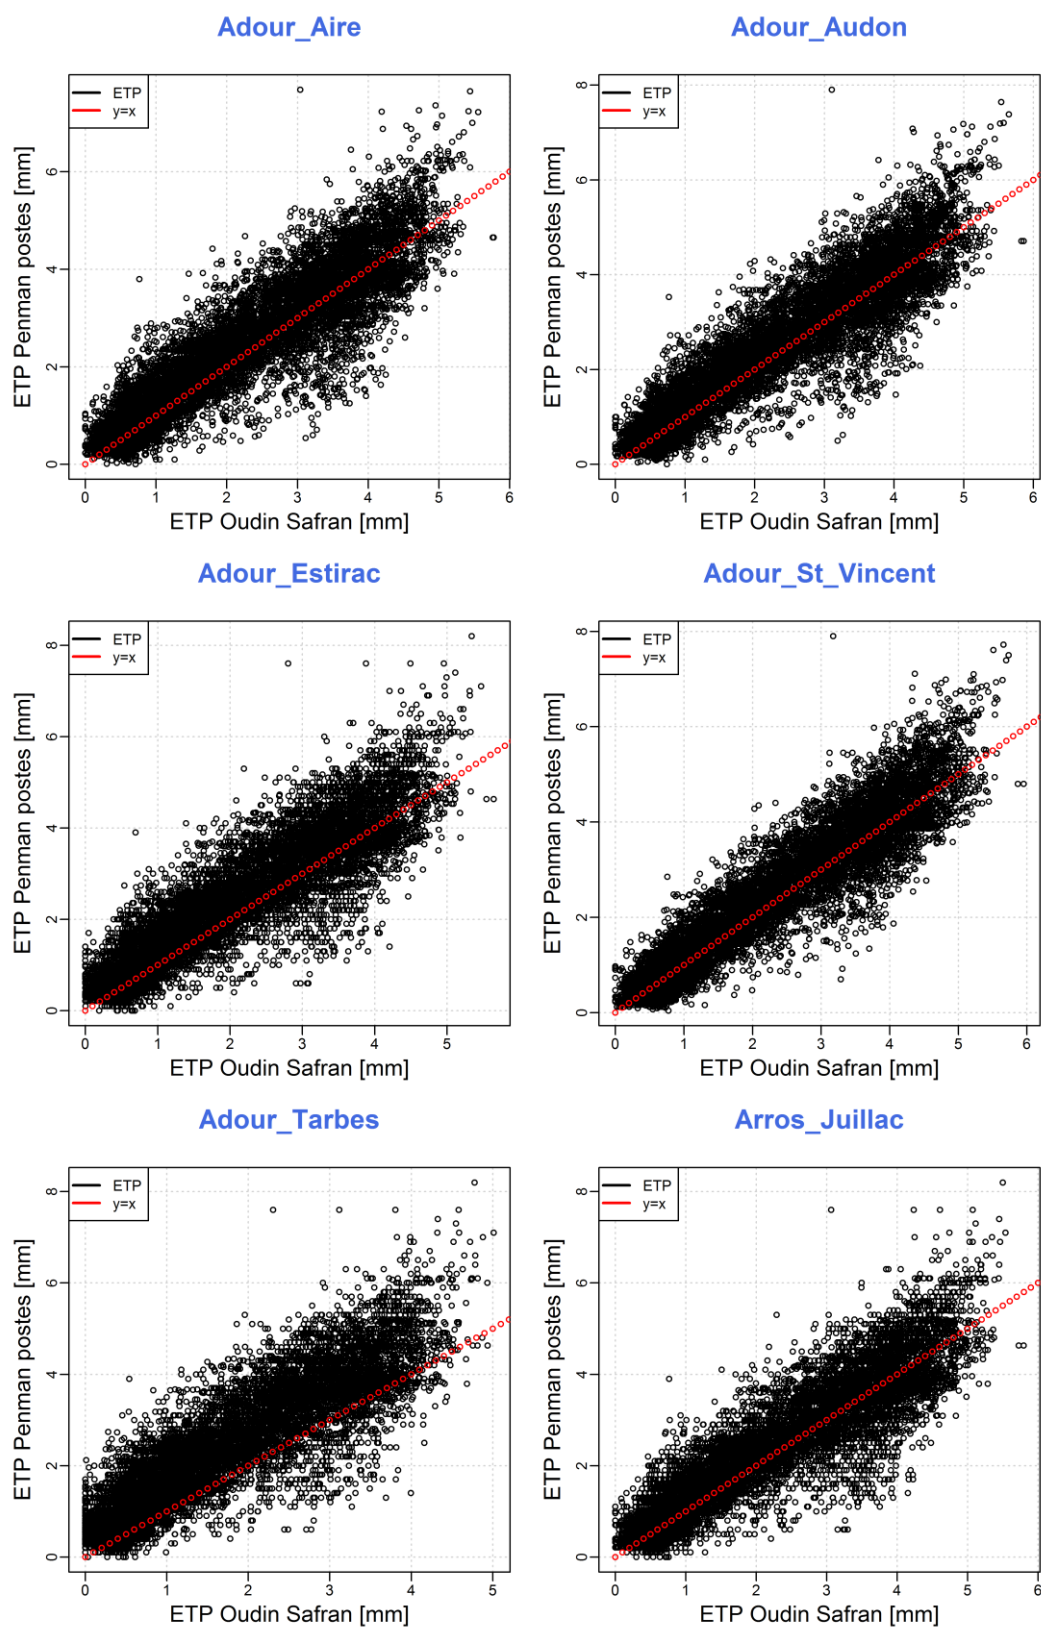 Adour_Aire
ETP
y=x
ETP Penman postes [mm]
0 2 4 6
0 1 2 3 4 5 6
ETP Oudin Safran [mm]
Adour_Audon
ETP
y=x
ETP Penman postes [mm]
0 2 4 6 8
0 1 2 3 4 5 6
ETP Oudin Safran [mm]
Adour_Estirac
ETP
y=x
ETP Penman postes [mm]
0 2 4 6 8
0 1 2 3 4 5
ETP Oudin Safran [mm]
Adour_St_Vincent
ETP
y=x
ETP Penman postes [mm]
0 2 4 6 8
0 1 2 3 4 5 6
ETP Oudin Safran [mm]
Adour_Tarbes
ETP
y=x
ETP Penman postes [mm]
0 2 4 6 8
0 1 2 3 4 5
ETP Oudin Safran [mm]
Arros_Juillac
ETP
y=x
ETP Penman postes [mm]
0 2 4 6 8
0 1 2 3 4 5 6
ETP Oudin Safran [mm]